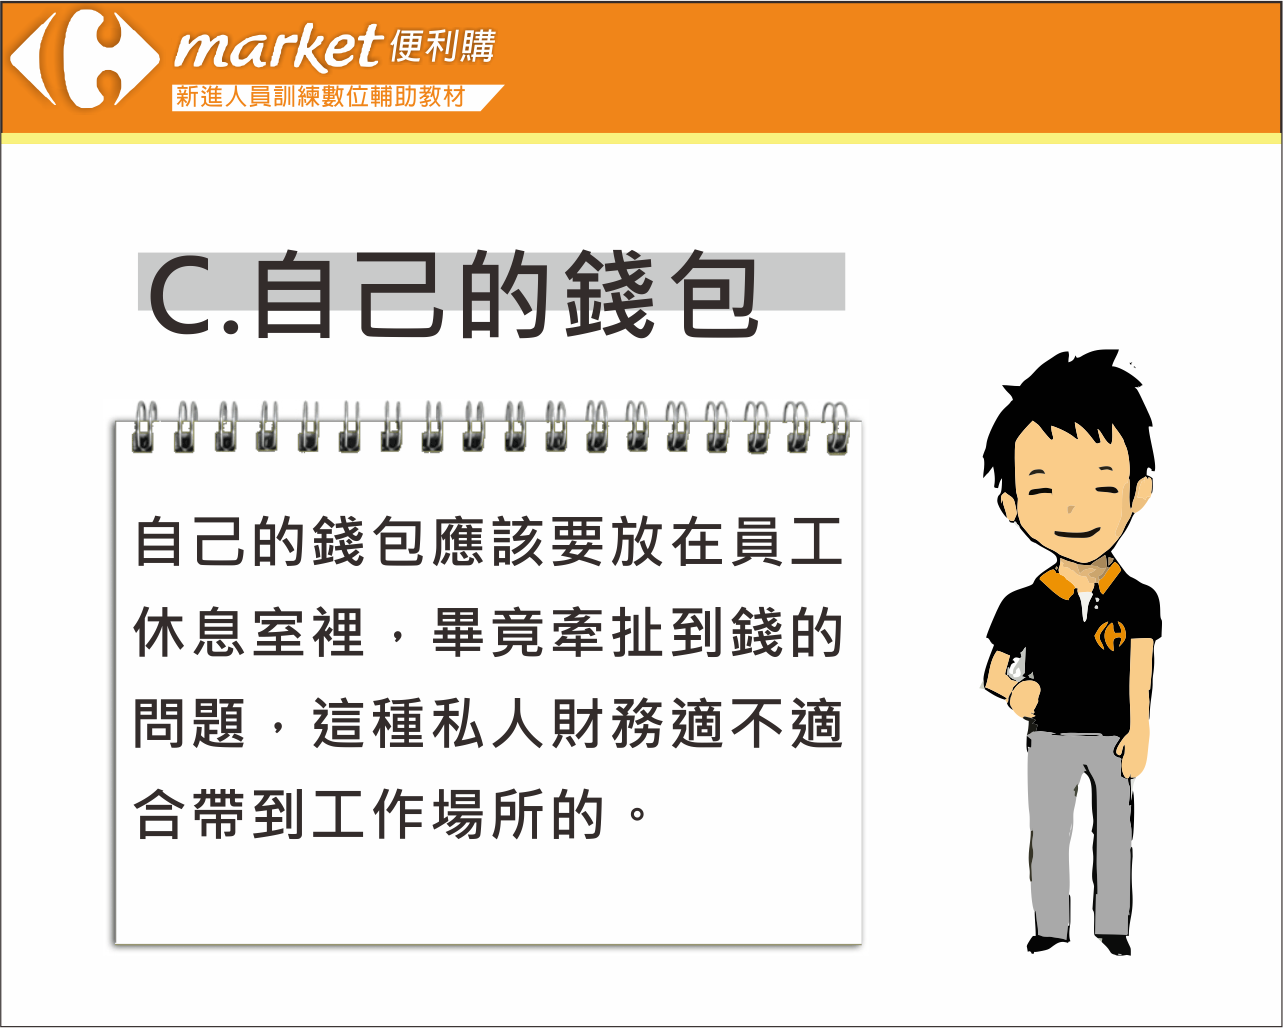 market 便利購
新進人員訓練數位輔助教材
C.自己的錢包
自己的錢包應該要放在員工
休息室裡，畢竟牽扯到錢的
問題，這種私人財務適不適
合帶到工作場所的。